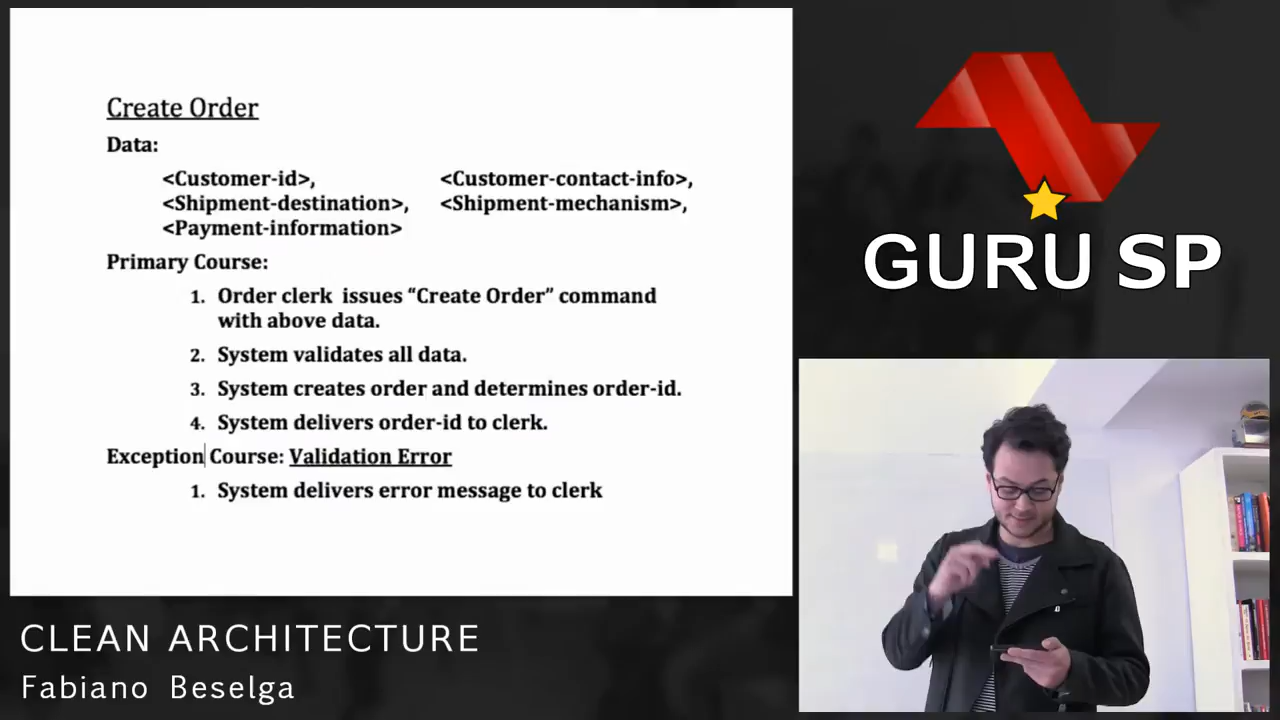 Create Order
Data:
<Customer-id>, <Customer-contact-info>,
<Shipment-destination>, <Shipment-mechanism>,
<Payment-information>
Primary Course:
1. Order clerk issues “Create Order” command
with above data.
2. System validates all data.
3. System creates order and determines order-id.
4. System delivers order-id to clerk.
Exception Course: Validation Error
1. System delivers error message to clerk
GURU SP
CLEAN ARCHITECTURE
Fabiano Beselga